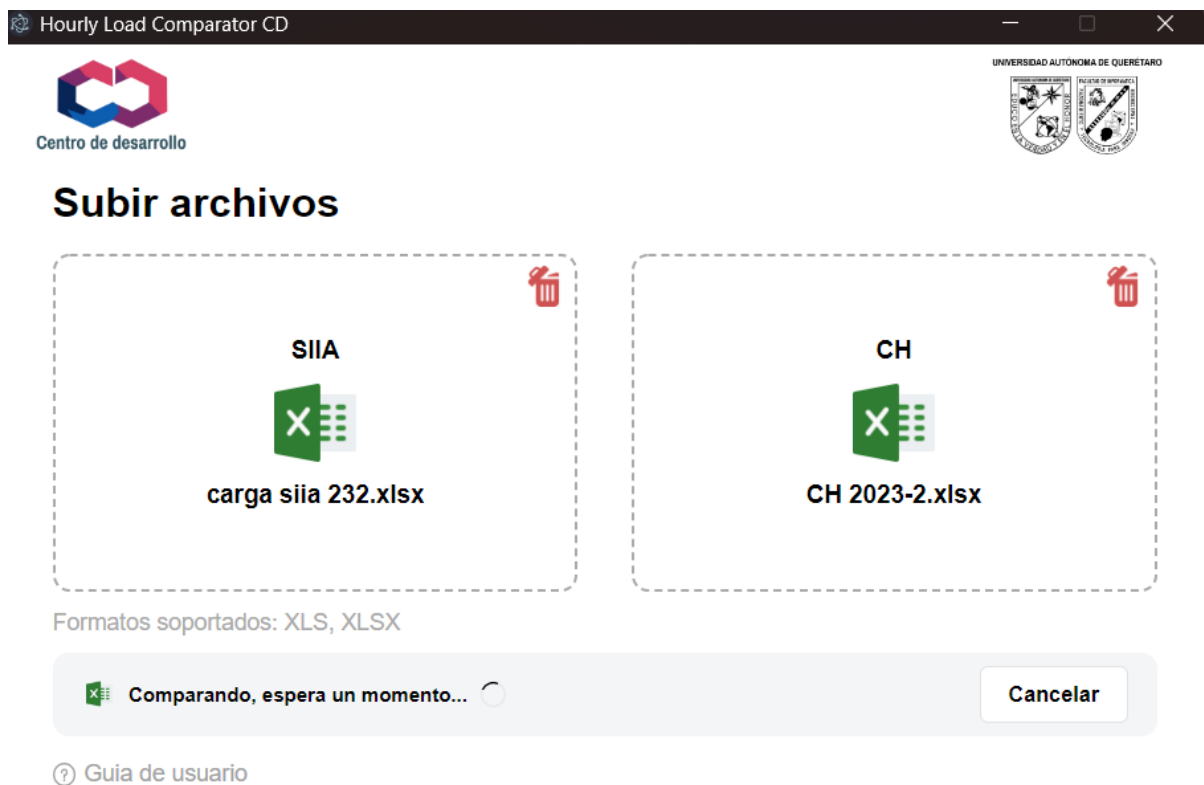 Hourly Load Comparator CD
Centro de desarrollo
UNIVERSIDAD AUTÓNOMA DE QUERÉTARO
Subir archivos
SIIA
carga siia 232.xlsx
CH
CH 2023-2.xlsx
Formatos soportados: XLS, XLSX
Comparando, espera un momento...
Cancelar
Guia de usuario